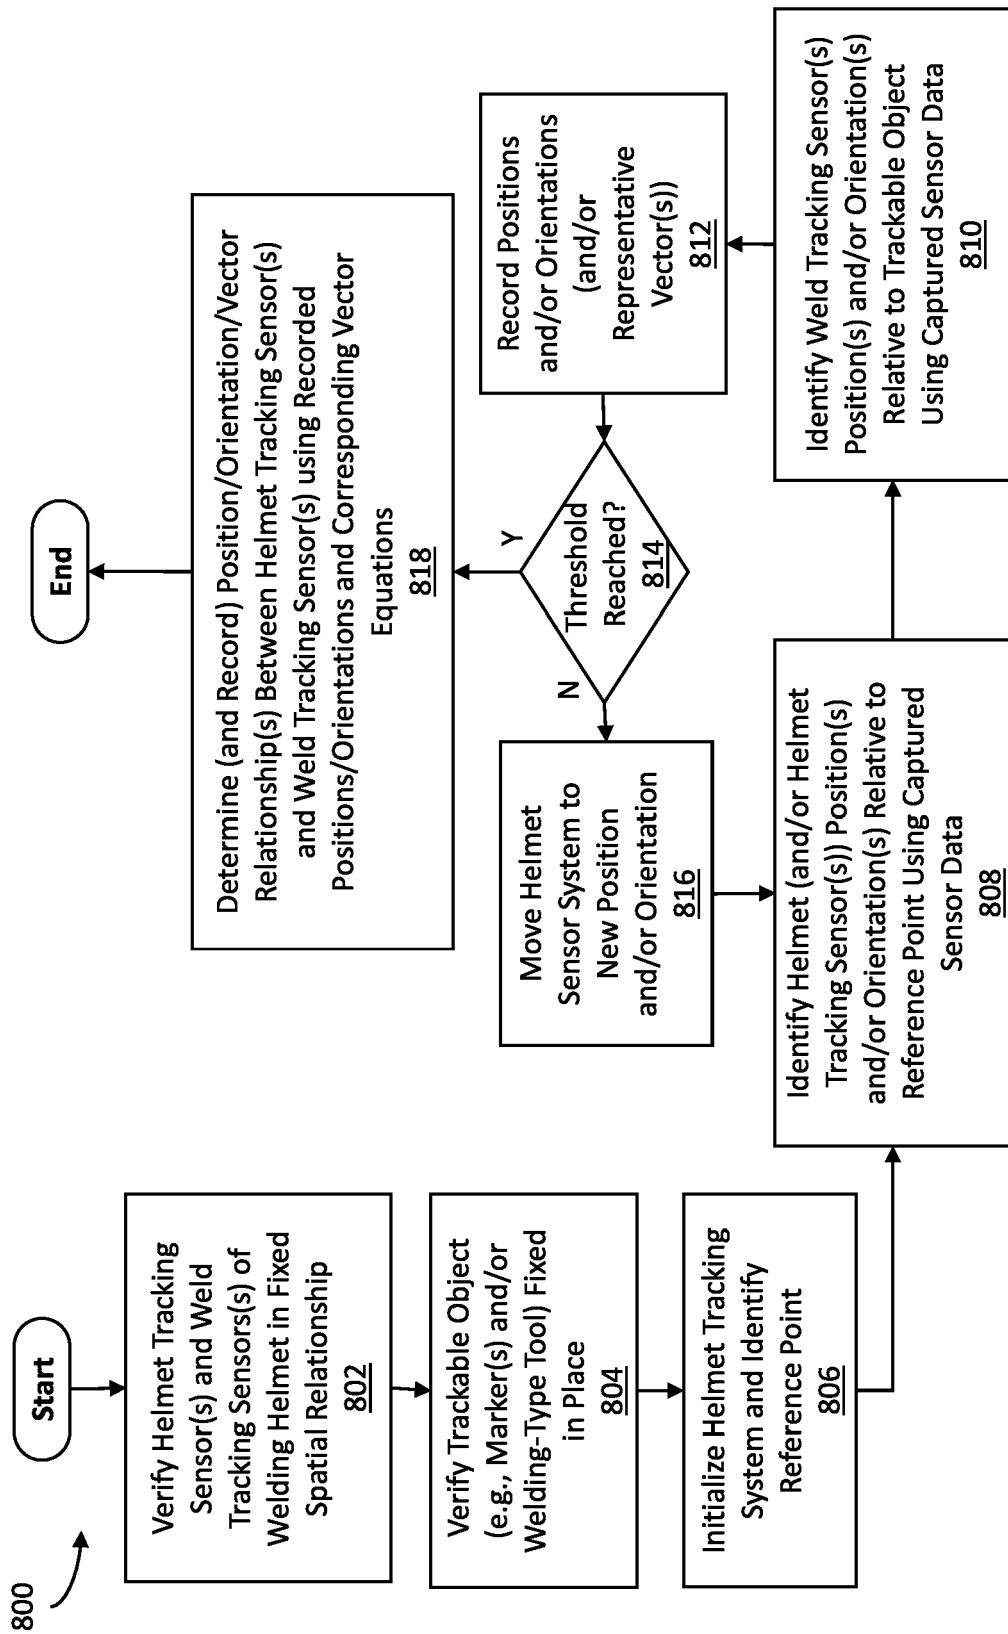 800
Start
Verify Helmet Tracking
Sensor(s) and Weld
Tracking Sensors(s) of
Welding Helmet in Fixed
Spatial Relationship
802
Verify Trackable Object
(e.g., Marker(s) and/or
Welding-Type Tool) Fixed
in Place
804
Initialize Helmet Tracking
System and Identify
Reference Point
806
Identify Helmet (and/or Helmet
Tracking Sensor(s)) Position(s)
and/or Orientation(s) Relative to
Reference Point Using Captured
Sensor Data
808
Identify Weld Tracking Sensor(s)
Position(s) and/or Orientation(s)
Relative to Trackable Object
Using Captured Sensor Data
810
Record Positions
and/or Orientations
(and/or
Representative
Vector(s))
812
Threshold
Reached?
814
N
Y
Move Helmet
Sensor System to
New Position
and/or Orientation
816
Determine (and Record) Position/Orientation/Vector
Relationship(s) Between Helmet Tracking Sensor(s)
and Weld Tracking Sensor(s) using Recorded
Positions/Orientations and Corresponding Vector
Equations
818
End